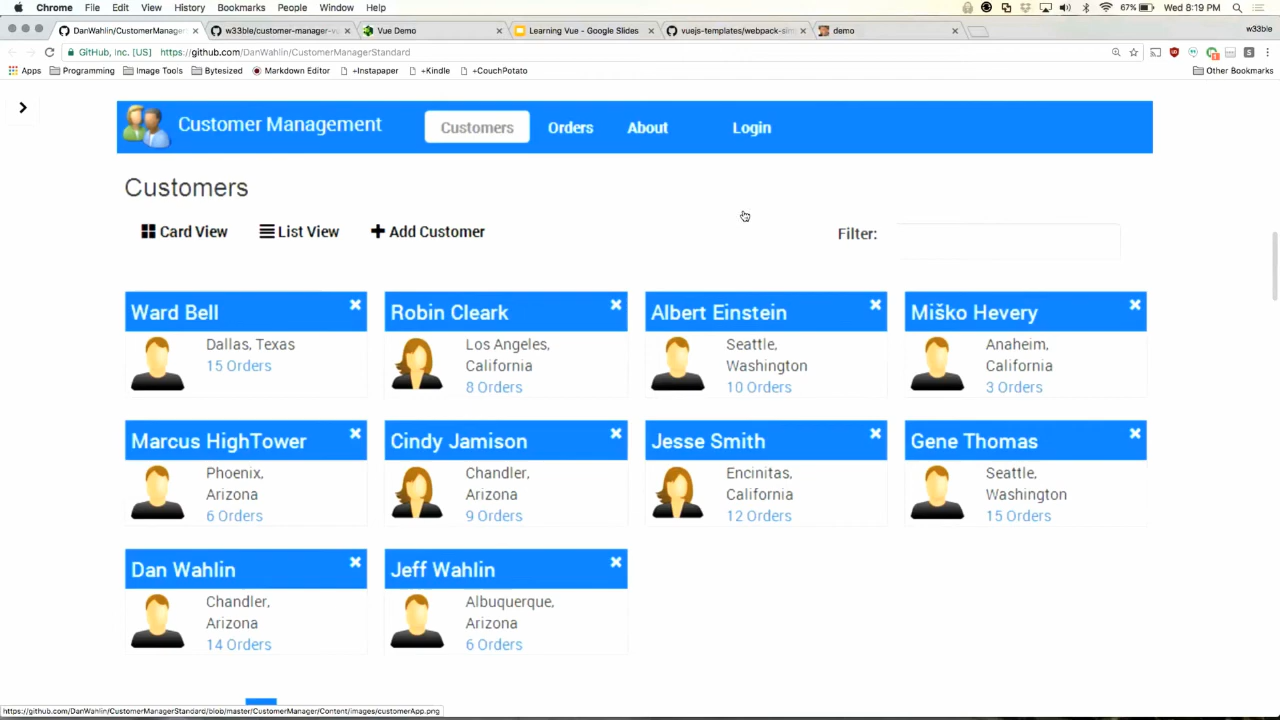 Chrome File Edit View History Bookmarks People Window Help 67% Wed 8:19 PM
DanWahlin/CustomerManager w33ble/customer-manager-v Vue Demo Learning Vue - Google Slides vuejs-templates/webpack-sim demo w33ble
GitHub, Inc. [US] https://github.com/DanWahlin/CustomerManagerStandard
Apps Programming Image Tools Bytesized Markdown Editor +Instapaper +Kindle +CouchPotato Other Bookmarks
Customer Management Customers Orders About Login
Customers
Card View List View Add Customer Filter:
Ward Bell Robin Cleark Albert Einstein Miško Hevery
Dallas, Texas Los Angeles, Seattle, Anaheim,
15 Orders California Washington California
8 Orders 10 Orders 3 Orders
Marcus HighTower Cindy Jamison Jesse Smith Gene Thomas
Phoenix, Chandler, Encinitas, Seattle,
Arizona Arizona California Washington
6 Orders 9 Orders 12 Orders 15 Orders
Dan Wahlin Jeff Wahlin
Chandler, Albuquerque,
Arizona Arizona
14 Orders 6 Orders
https://github.com/DanWahlin/CustomerManagerStandard/blob/master/CustomerManager/Content/images/customerApp.png